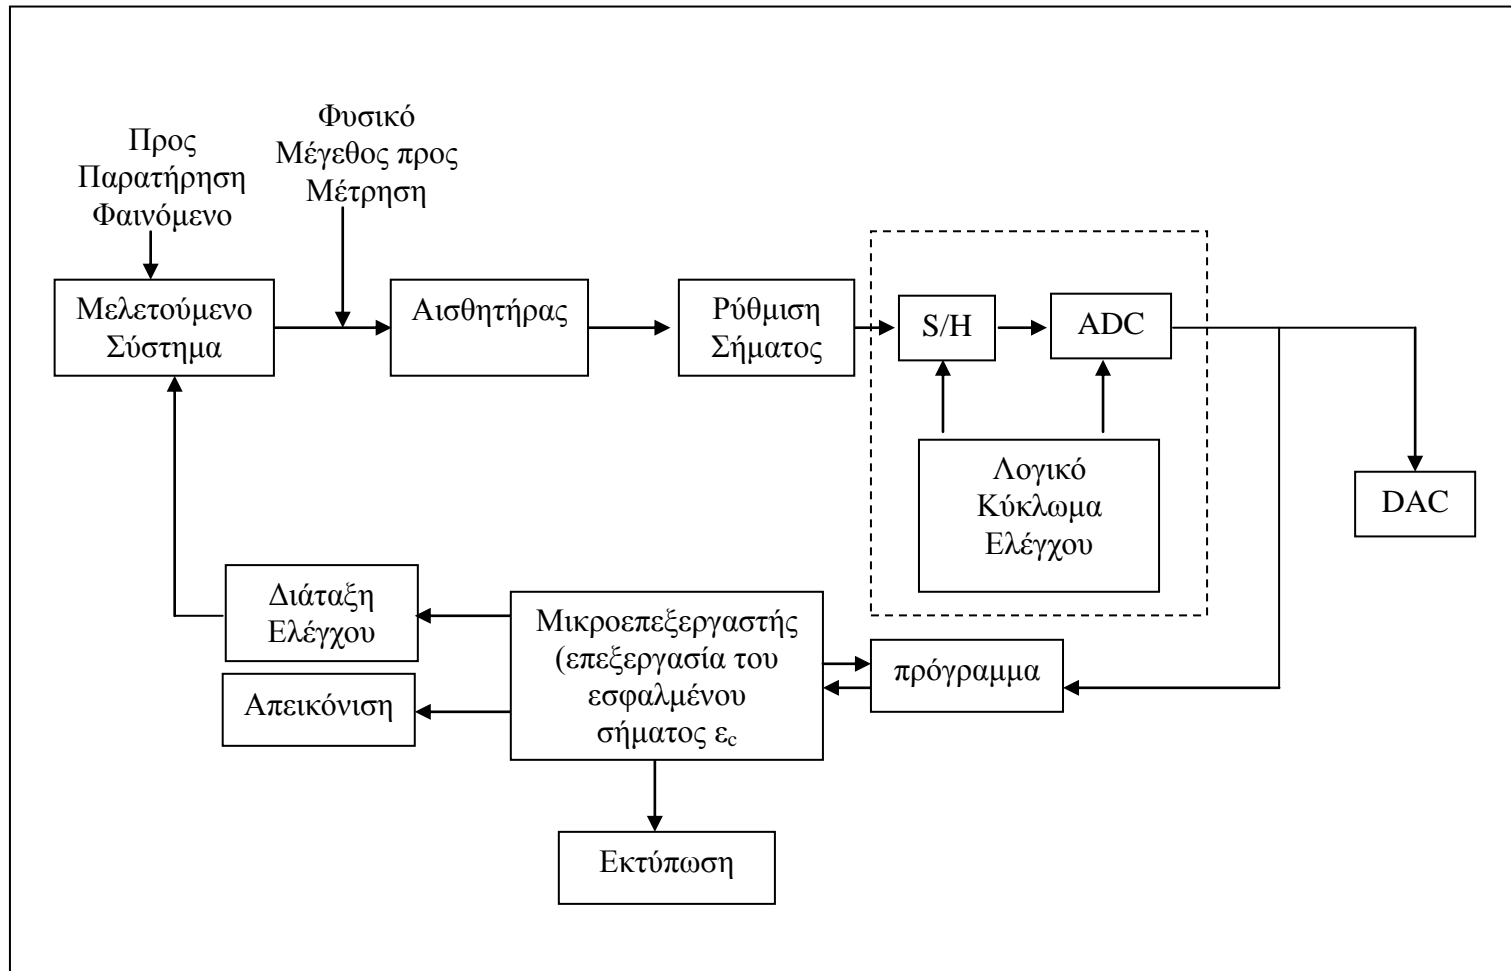 Προς
Παρατήρηση
Φαινόμενο
Φυσικό
Μέγεθος προς
Μέτρηση
Μελετούμενο
Σύστημα
Αισθητήρας
Ρύθμιση
Σήματος
S/H
ADC
Λογικό
Κύκλωμα
Ελέγχου
DAC
Διάταξη
Ελέγχου
Μικροεπεξεργαστής
(επεξεργασία του
εσφαλμένου
σήματος εc
πρόγραμμα
Απεικόνιση
Εκτύπωση